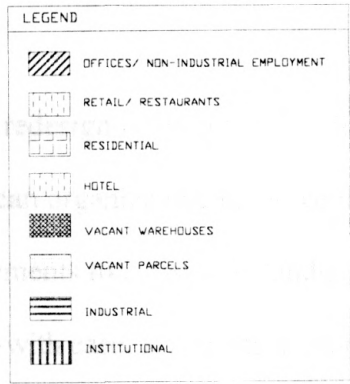 LEGEND
OFFICES/ NON-INDUSTRIAL EMPLOYMENT
RETAIL/ RESTAURANTS
RESIDENTIAL
HOTEL
VACANT WAREHOUSES
VACANT PARCELS
INDUSTRIAL
INSTITUTIONAL